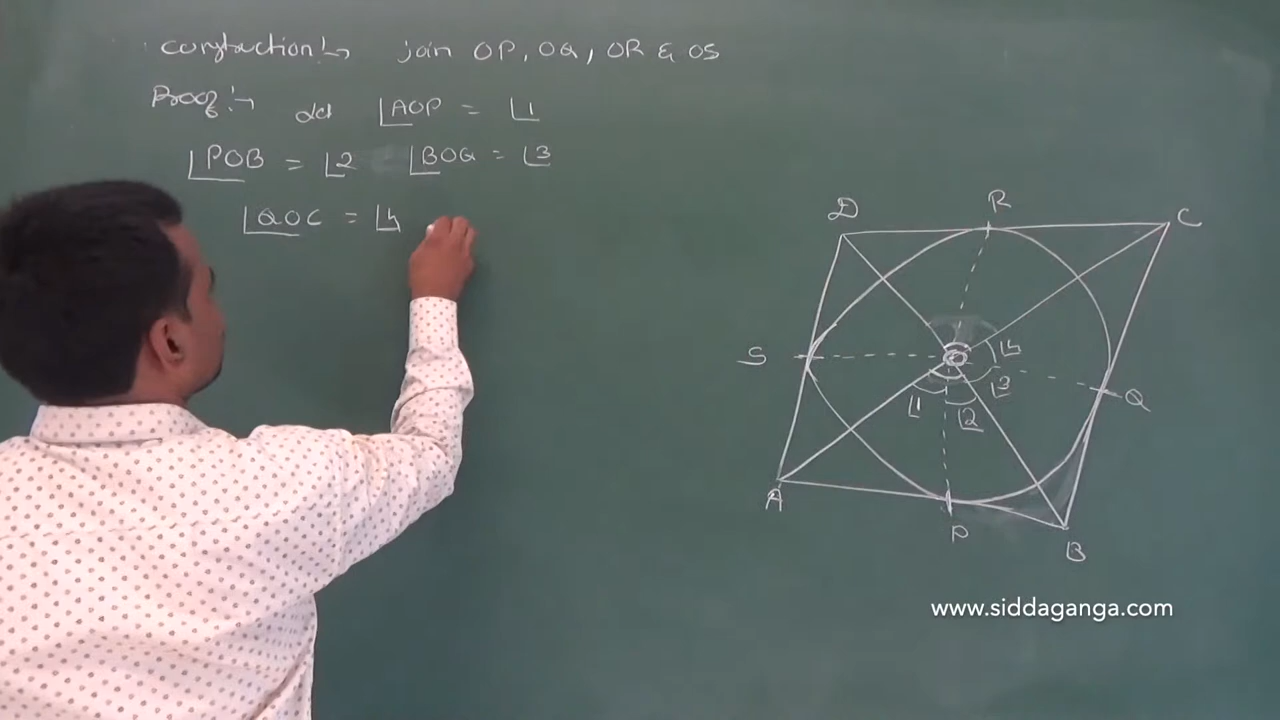 Construction:→ join OP, OQ, OR & OS
Proof:→ Let ∠AOP = ∠1
∠POB = ∠2 ∠BOQ = ∠3
∠QOC = ∠4
D
R
C
S
O
∠4
∠3
∠1
∠2
Q
A
P
B
www.siddaganga.com